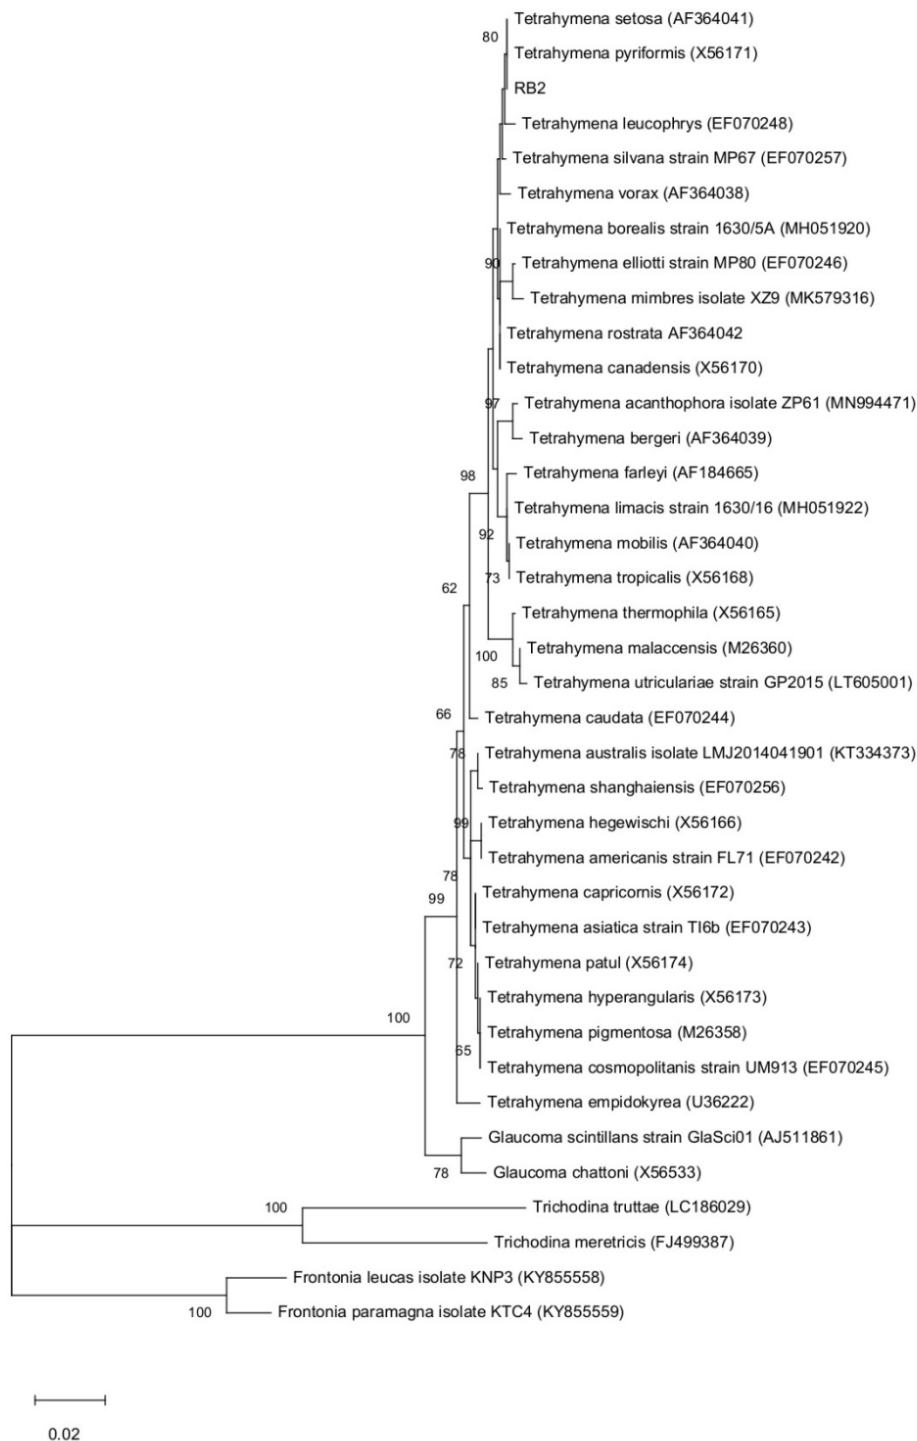 80
Tetrahymena setosa (AF364041)
Tetrahymena pyriformis (X56171)
RB2
Tetrahymena leucophrys (EF070248)
Tetrahymena silvana strain MP67 (EF070257)
Tetrahymena vorax (AF364038)
Tetrahymena borealis strain 1630/5A (MH051920)
90
Tetrahymena elliotti strain MP80 (EF070246)
Tetrahymena mimbres isolate XZ9 (MK579316)
Tetrahymena rostrata AF364042
Tetrahymena canadensis (X56170)
97
Tetrahymena acanthophora isolate ZP61 (MN994471)
Tetrahymena bergeri (AF364039)
98
Tetrahymena farleyi (AF184665)
Tetrahymena limacis strain 1630/16 (MH051922)
92
Tetrahymena mobilis (AF364040)
73
Tetrahymena tropicalis (X56168)
62
Tetrahymena thermophila (X56165)
Tetrahymena malaccensis (M26360)
100
85
Tetrahymena utriculariae strain GP2015 (LT605001)
66
Tetrahymena caudata (EF070244)
78
Tetrahymena australis isolate LMJ2014041901 (KT334373)
Tetrahymena shanghaiensis (EF070256)
99
Tetrahymena hegewischi (X56166)
Tetrahymena americanis strain FL71 (EF070242)
78
99
Tetrahymena capricornis (X56172)
Tetrahymena asiatica strain TI6b (EF070243)
72
Tetrahymena patul (X56174)
Tetrahymena hyperangularis (X56173)
100
Tetrahymena pigmentosa (M26358)
65
Tetrahymena cosmopolitanis strain UM913 (EF070245)
Tetrahymena empidokyrea (U36222)
Glaucoma scintillans strain GlaSci01 (AJ511861)
78
Glaucoma chattoni (X56533)
100
Trichodina truttae (LC186029)
Trichodina meretricis (FJ499387)
Frontonia leucas isolate KNP3 (KY855558)
100
Frontonia paramagna isolate KTC4 (KY855559)
0.02